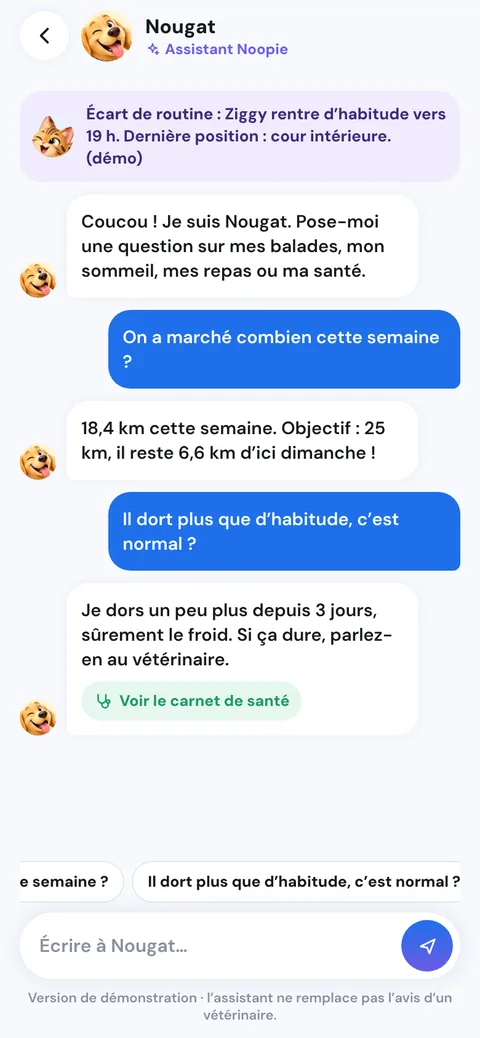 Nougat
Assistant Noopie
Écart de routine : Ziggy rentre d’habitude vers
19 h. Dernière position : cour intérieure.
(démo)
Coucou ! Je suis Nougat. Pose-moi
une question sur mes balades, mon
sommeil, mes repas ou ma santé.
On a marché combien cette semaine
?
18,4 km cette semaine. Objectif : 25
km, il reste 6,6 km d’ici dimanche !
Il dort plus que d’habitude, c’est
normal ?
Je dors un peu plus depuis 3 jours,
sûrement le froid. Si ça dure, parlez-
en au vétérinaire.
Voir le carnet de santé
e semaine ?
Il dort plus que d’habitude, c’est normal ?
Écrire à Nougat…
Version de démonstration · l’assistant ne remplace pas l’avis d’un
vétérinaire.